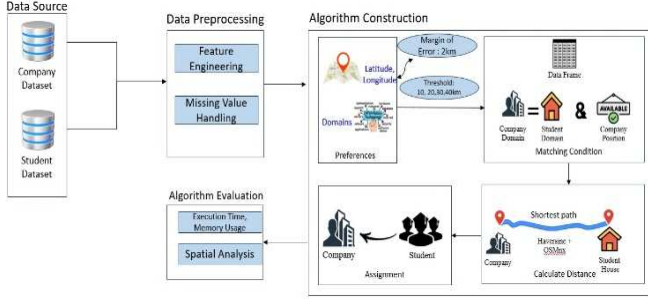 Data Source
Company
Dataset
Student
Dataset
Data Preprocessing
Feature
Engineering
Missing Value
Handling
Algorithm Construction
Latitude,
Longitude
Domains
Preferences
Margin of
Error : 2km
Threshold:
10, 20,30,40km
Data Frame
Company
Domain
=
Student
Domain
&
AVAILABLE
Company
Position
Matching Condition
Shortest path
Haversine +
OSMnx
Company
Student
House
Calculate Distance
Company
Student
Assignment
Algorithm Evaluation
Execution Time,
Memory Usage
Spatial Analysis